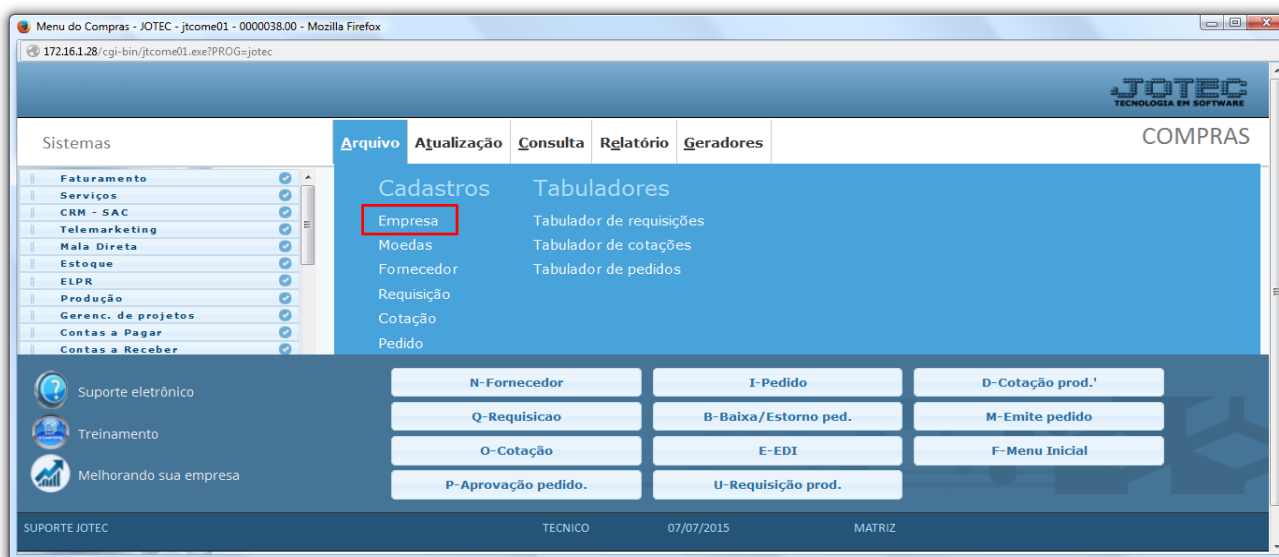 Menu do Compras - JOTEC - jtcome01 - 0000038.00 - Mozilla Firefox
172.16.1.28/cgi-bin/jtcome01.exe?PROG=jotec
JOTEC
TECNOLOGIA EM SOFTWARE
Sistemas
Arquivo Atualização Consulta Relatório Geradores
COMPRAS
Faturamento
Serviços
CRM - SAC
Telemarketing
Mala Direta
Estoque
ELPR
Produção
Gerenc. de projetos
Contas a Pagar
Contas a Receber
Cadastros
Empresa
Moedas
Fornecedor
Requisição
Cotação
Pedido
Tabuladores
Tabulador de requisições
Tabulador de cotações
Tabulador de pedidos
Suporte eletrônico
Treinamento
Melhorando sua empresa
N-Fornecedor I-Pedido D-Cotação prod.'
Q-Requisicao B-Baixa/Estorno ped. M-Emite pedido
O-Cotação E-EDI F-Menu Inicial
P-Aprovação pedido. U-Requisição prod.
SUPORTE JOTEC TECNICO 07/07/2015 MATRIZ